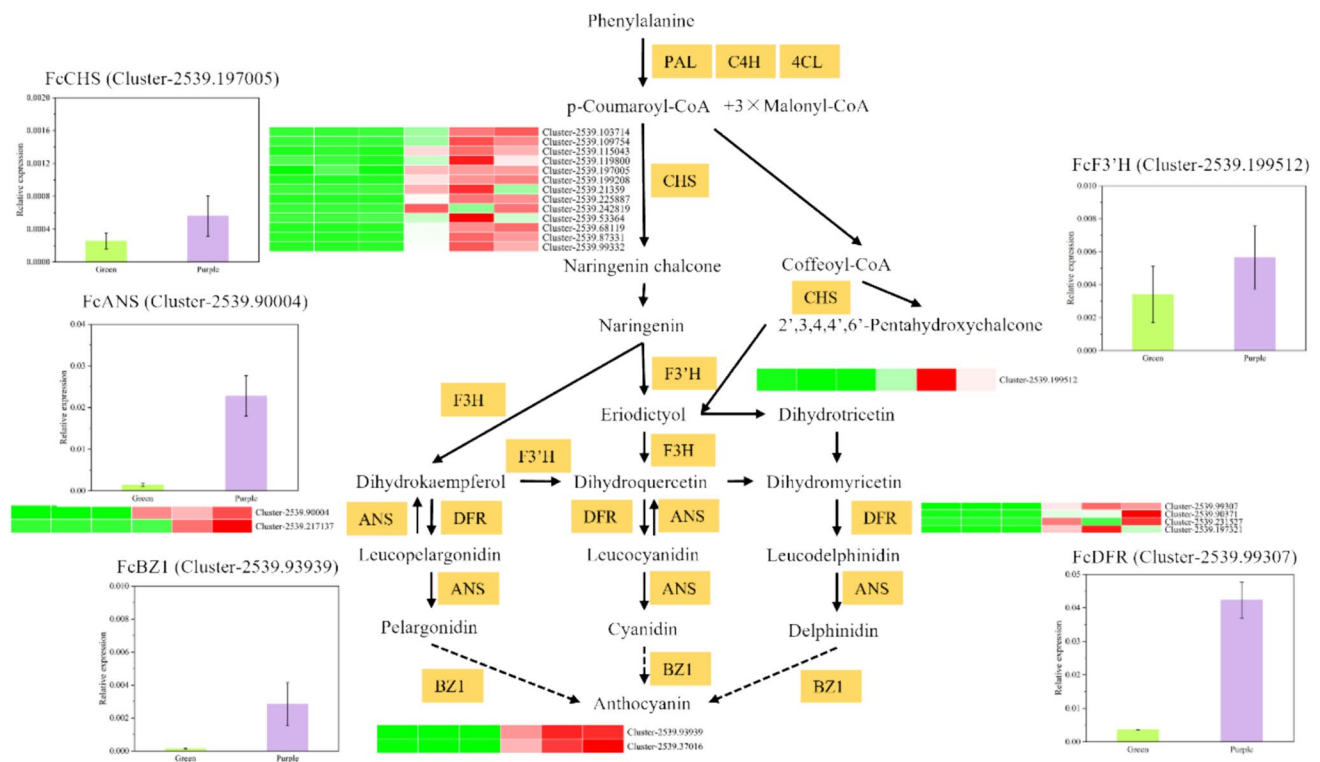 Phenylalanine
PAL
C4H
4CL
p-Coumaroyl-CoA +3×Malonyl-CoA
FcCHS (Cluster-2539.197005)
Relative expression
0.0020
0.0016
0.0012
0.0008
0.0004
0.0000
Green
Purple
Cluster-2539.103714
Cluster-2539.109754
Cluster-2539.115043
Cluster-2539.119800
Cluster-2539.197005
Cluster-2539.199208
Cluster-2539.21359
Cluster-2539.225887
Cluster-2539.242819
Cluster-2539.53364
Cluster-2539.68119
Cluster-2539.87331
Cluster-2539.99332
CHS
FcF3'H (Cluster-2539.199512)
Relative expression
0.010
0.008
0.006
0.004
0.002
0.000
Green
Purple
Naringenin chalcone
Coffeoyl-CoA
CHS
Naringenin
2',3,4,4',6'-Pentahydroxychalcone
FcANS (Cluster-2539.90004)
Relative expression
0.04
0.03
0.02
0.01
0.00
Green
Purple
Cluster-2539.90004
Cluster-2539.217137
F3'H
Cluster-2539.199512
F3H
Eriodictyol
Dihydrotricetin
F3'H
F3H
Dihydrokaempferol
Dihydroquercetin
Dihydromyricetin
ANS
DFR
DFR
ANS
DFR
Cluster-2539.99307
Cluster-2539.90371
Cluster-2539.231527
Cluster-2539.197321
Leucopelargonidin
Leucocyanidin
Leucodelphinidin
ANS
ANS
ANS
Pelargonidin
Cyanidin
Delphinidin
BZ1
BZ1
BZ1
Anthocyanin
Cluster-2539.93939
Cluster-2539.37016
FcBZ1 (Cluster-2539.93939)
Relative expression
0.010
0.008
0.006
0.004
0.002
0.000
Green
Purple
FcDFR (Cluster-2539.99307)
Relative expression
0.05
0.04
0.03
0.02
0.01
0.00
Green
Purple